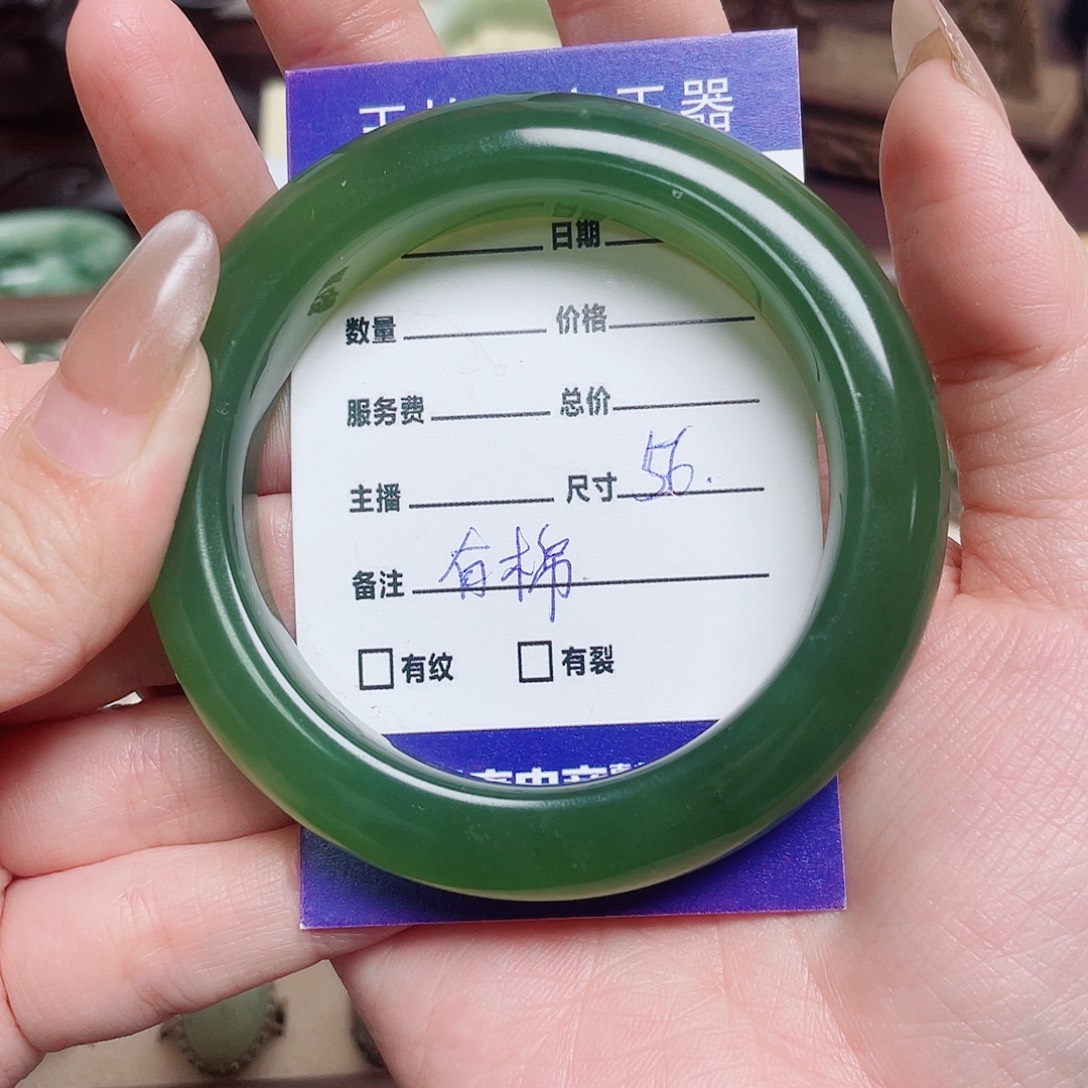 器
日期
数量 价格
服务费 总价
主播 尺寸 56.
备注 有棉.
有纹 有裂